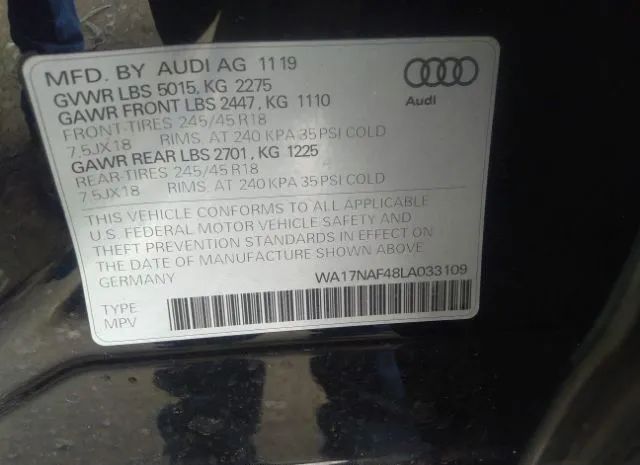 MFD. BY AUDI AG 11 19
GVWR LBS 5015, KG 2275
GAWR FRONT LBS 2447, KG 1110
FRONT-TIRES 245/45 R18
7.5JX18 RIMS. AT 240 KPA 35 PSI COLD
GAWR REAR LBS 2701, KG 1225
REAR-TIRES 245/45 R18
7.5JX18 RIMS. AT 240 KPA 35 PSI COLD
Audi
THIS VEHICLE CONFORMS TO ALL APPLICABLE
U.S. FEDERAL MOTOR VEHICLE SAFETY AND
THEFT PREVENTION STANDARDS IN EFFECT ON
THE DATE OF MANUFACTURE SHOWN ABOVE
GERMANY WA17NAF48LA033109
TYPE
MPV